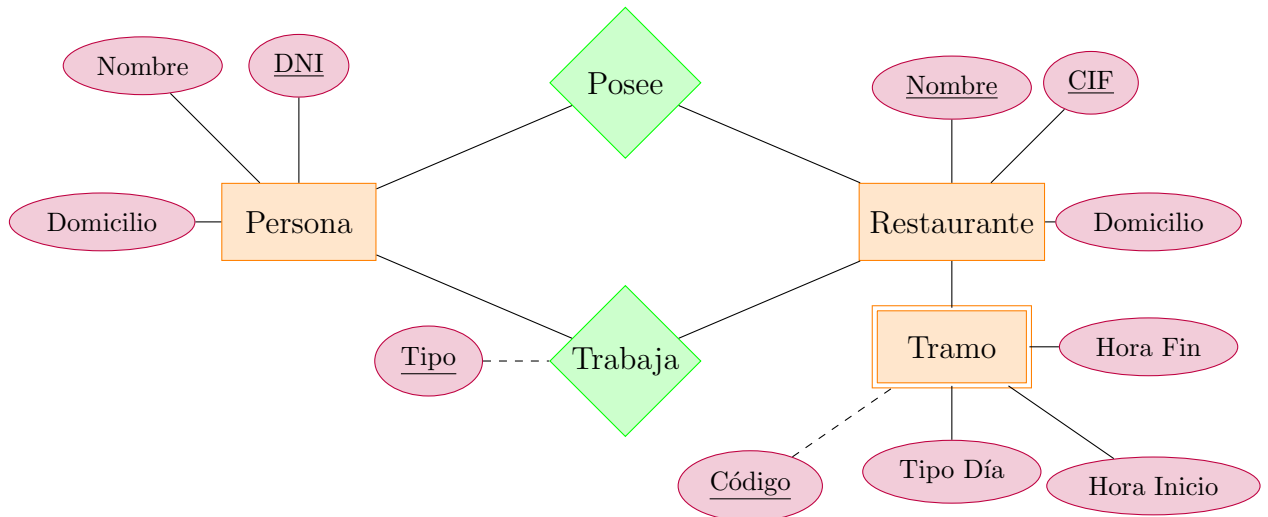 Nombre
DNI
Posee
Nombre
CIF
Domicilio
Persona
Restaurante
Domicilio
Tipo
Trabaja
Tramo
Hora Fin
Código
Tipo Día
Hora Inicio